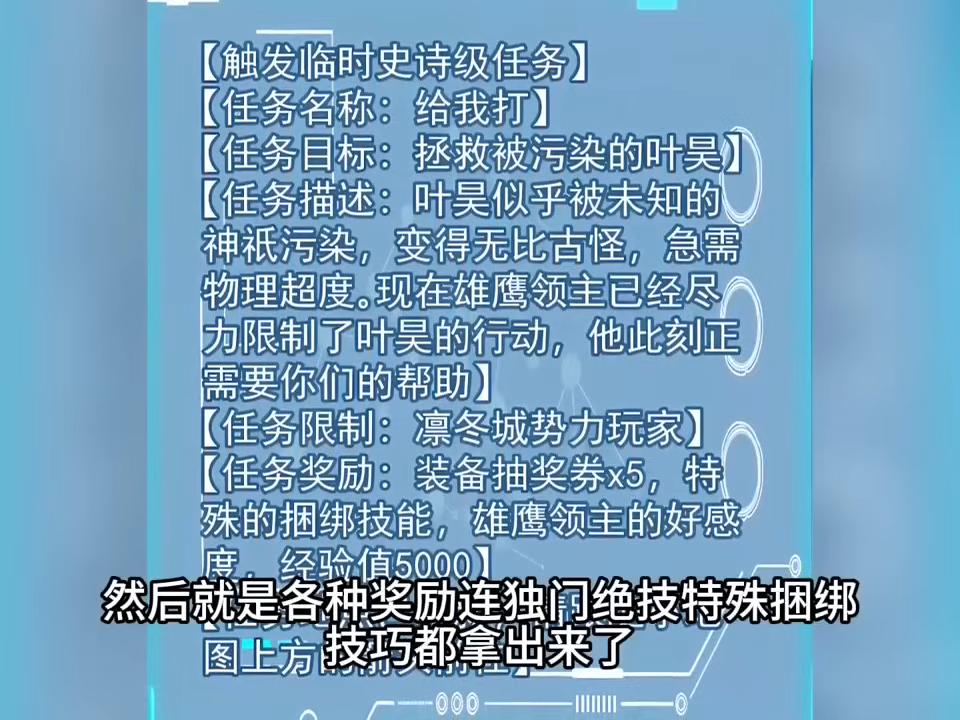 【触发临时史诗级任务】
【任务名称：给我打】
【任务目标：拯救被污染的叶昊】
【任务描述：叶昊似乎被未知的
神祇污染，变得无比古怪，急需
物理超度。现在雄鹰领主已经尽
力限制了叶昊的行动，他此刻正
需要你们的帮助】
【任务限制：凛冬城势力玩家】
【任务奖励：装备抽奖券x5，特
殊的捆绑技能，雄鹰领主的好感
度，经验值5000】
然后就是各种奖励连独门绝技特殊捆绑
技巧都拿出来了
图上方的